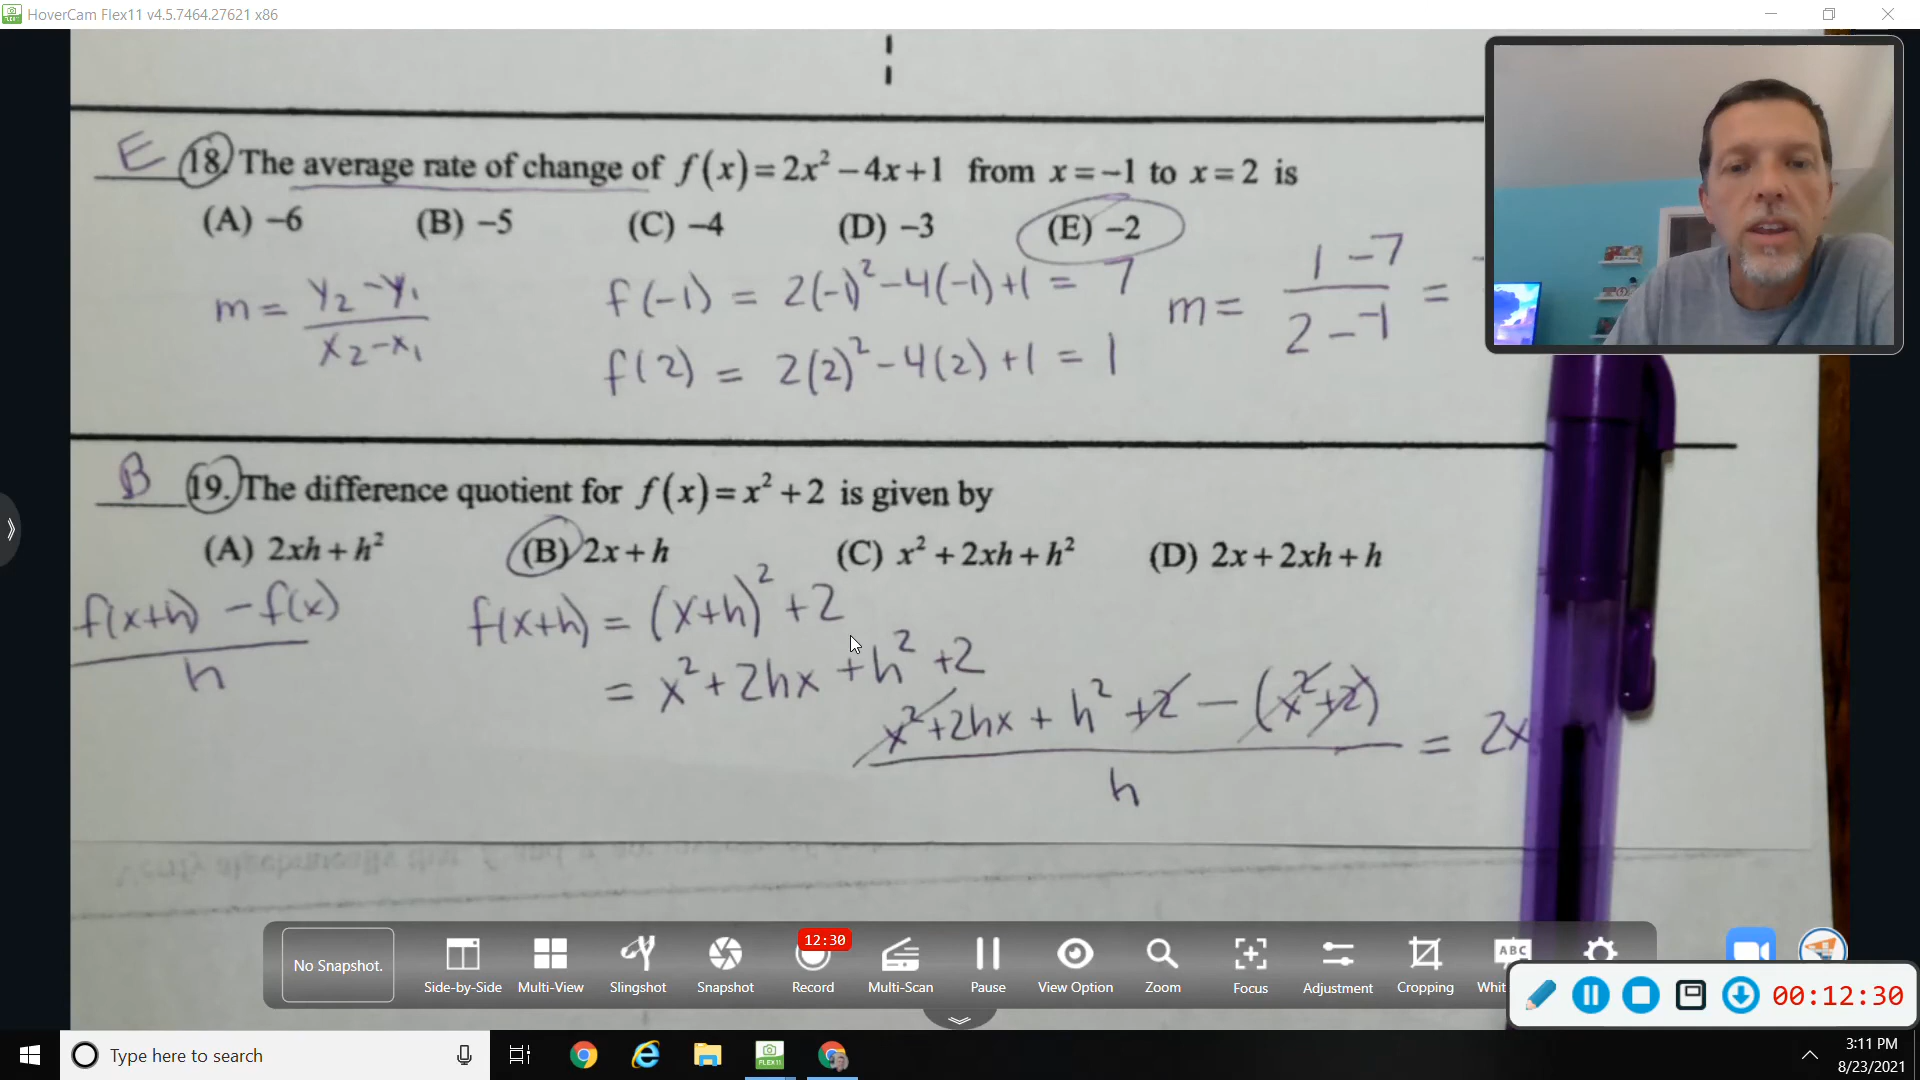 HoverCam Flex11 v4.5.7464.27621 x86
E 18. The average rate of change of f(x)=2x² −4x+1 from x=−1 to x=2 is
(A) −6 (B) −5 (C) −4 (D) −3 (E) −2
m = y₂−y₁ / x₂−x₁
f(-1) = 2(-1)²-4(-1)+1 = 7
m = 1-7 / 2--1 =
f(2) = 2(2)²-4(2)+1 = 1
B 19. The difference quotient for f(x)=x² +2 is given by
(A) 2xh+h² (B) 2x+h (C) x² +2xh+h² (D) 2x+2xh+h
f(x+h) -f(x) / h
f(x+h) = (x+h)²+2
= x²+2hx+h²+2
x²+2hx+h²+2-(x²+2) / h = 2x
No Snapshot.
12:30
Side-by-Side Multi-View Slingshot Snapshot Record Multi-Scan Pause View Option Zoom Focus Adjustment Cropping Whit
ABC
00:12:30
Type here to search
FLEX11
3:11 PM
8/23/2021